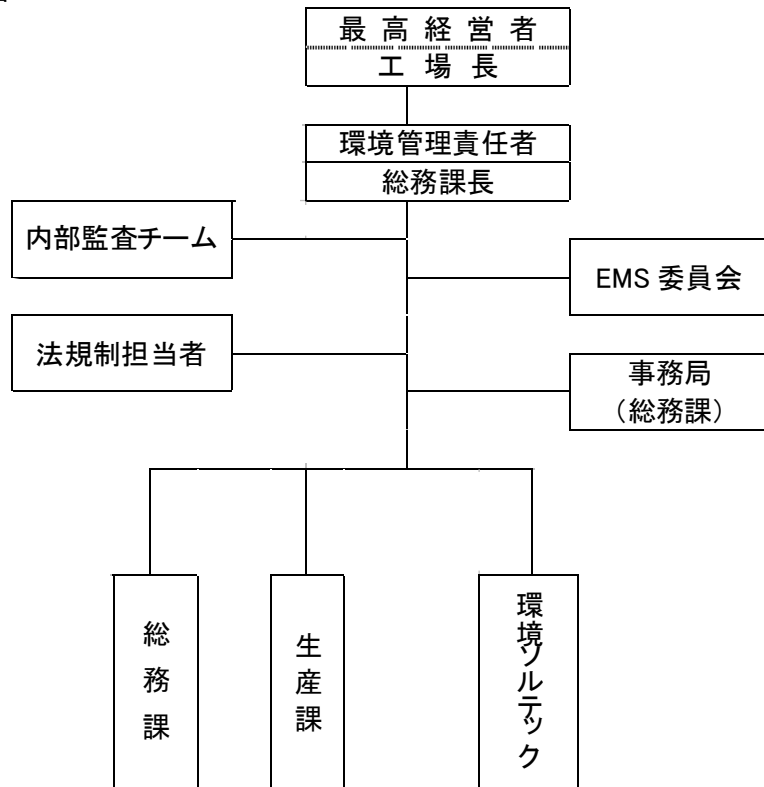 最高経営者
工場長
環境管理責任者
総務課長
内部監査チーム
EMS 委員会
法規制担当者
事務局
（総務課）
総務課
生産課
環境ソルテック